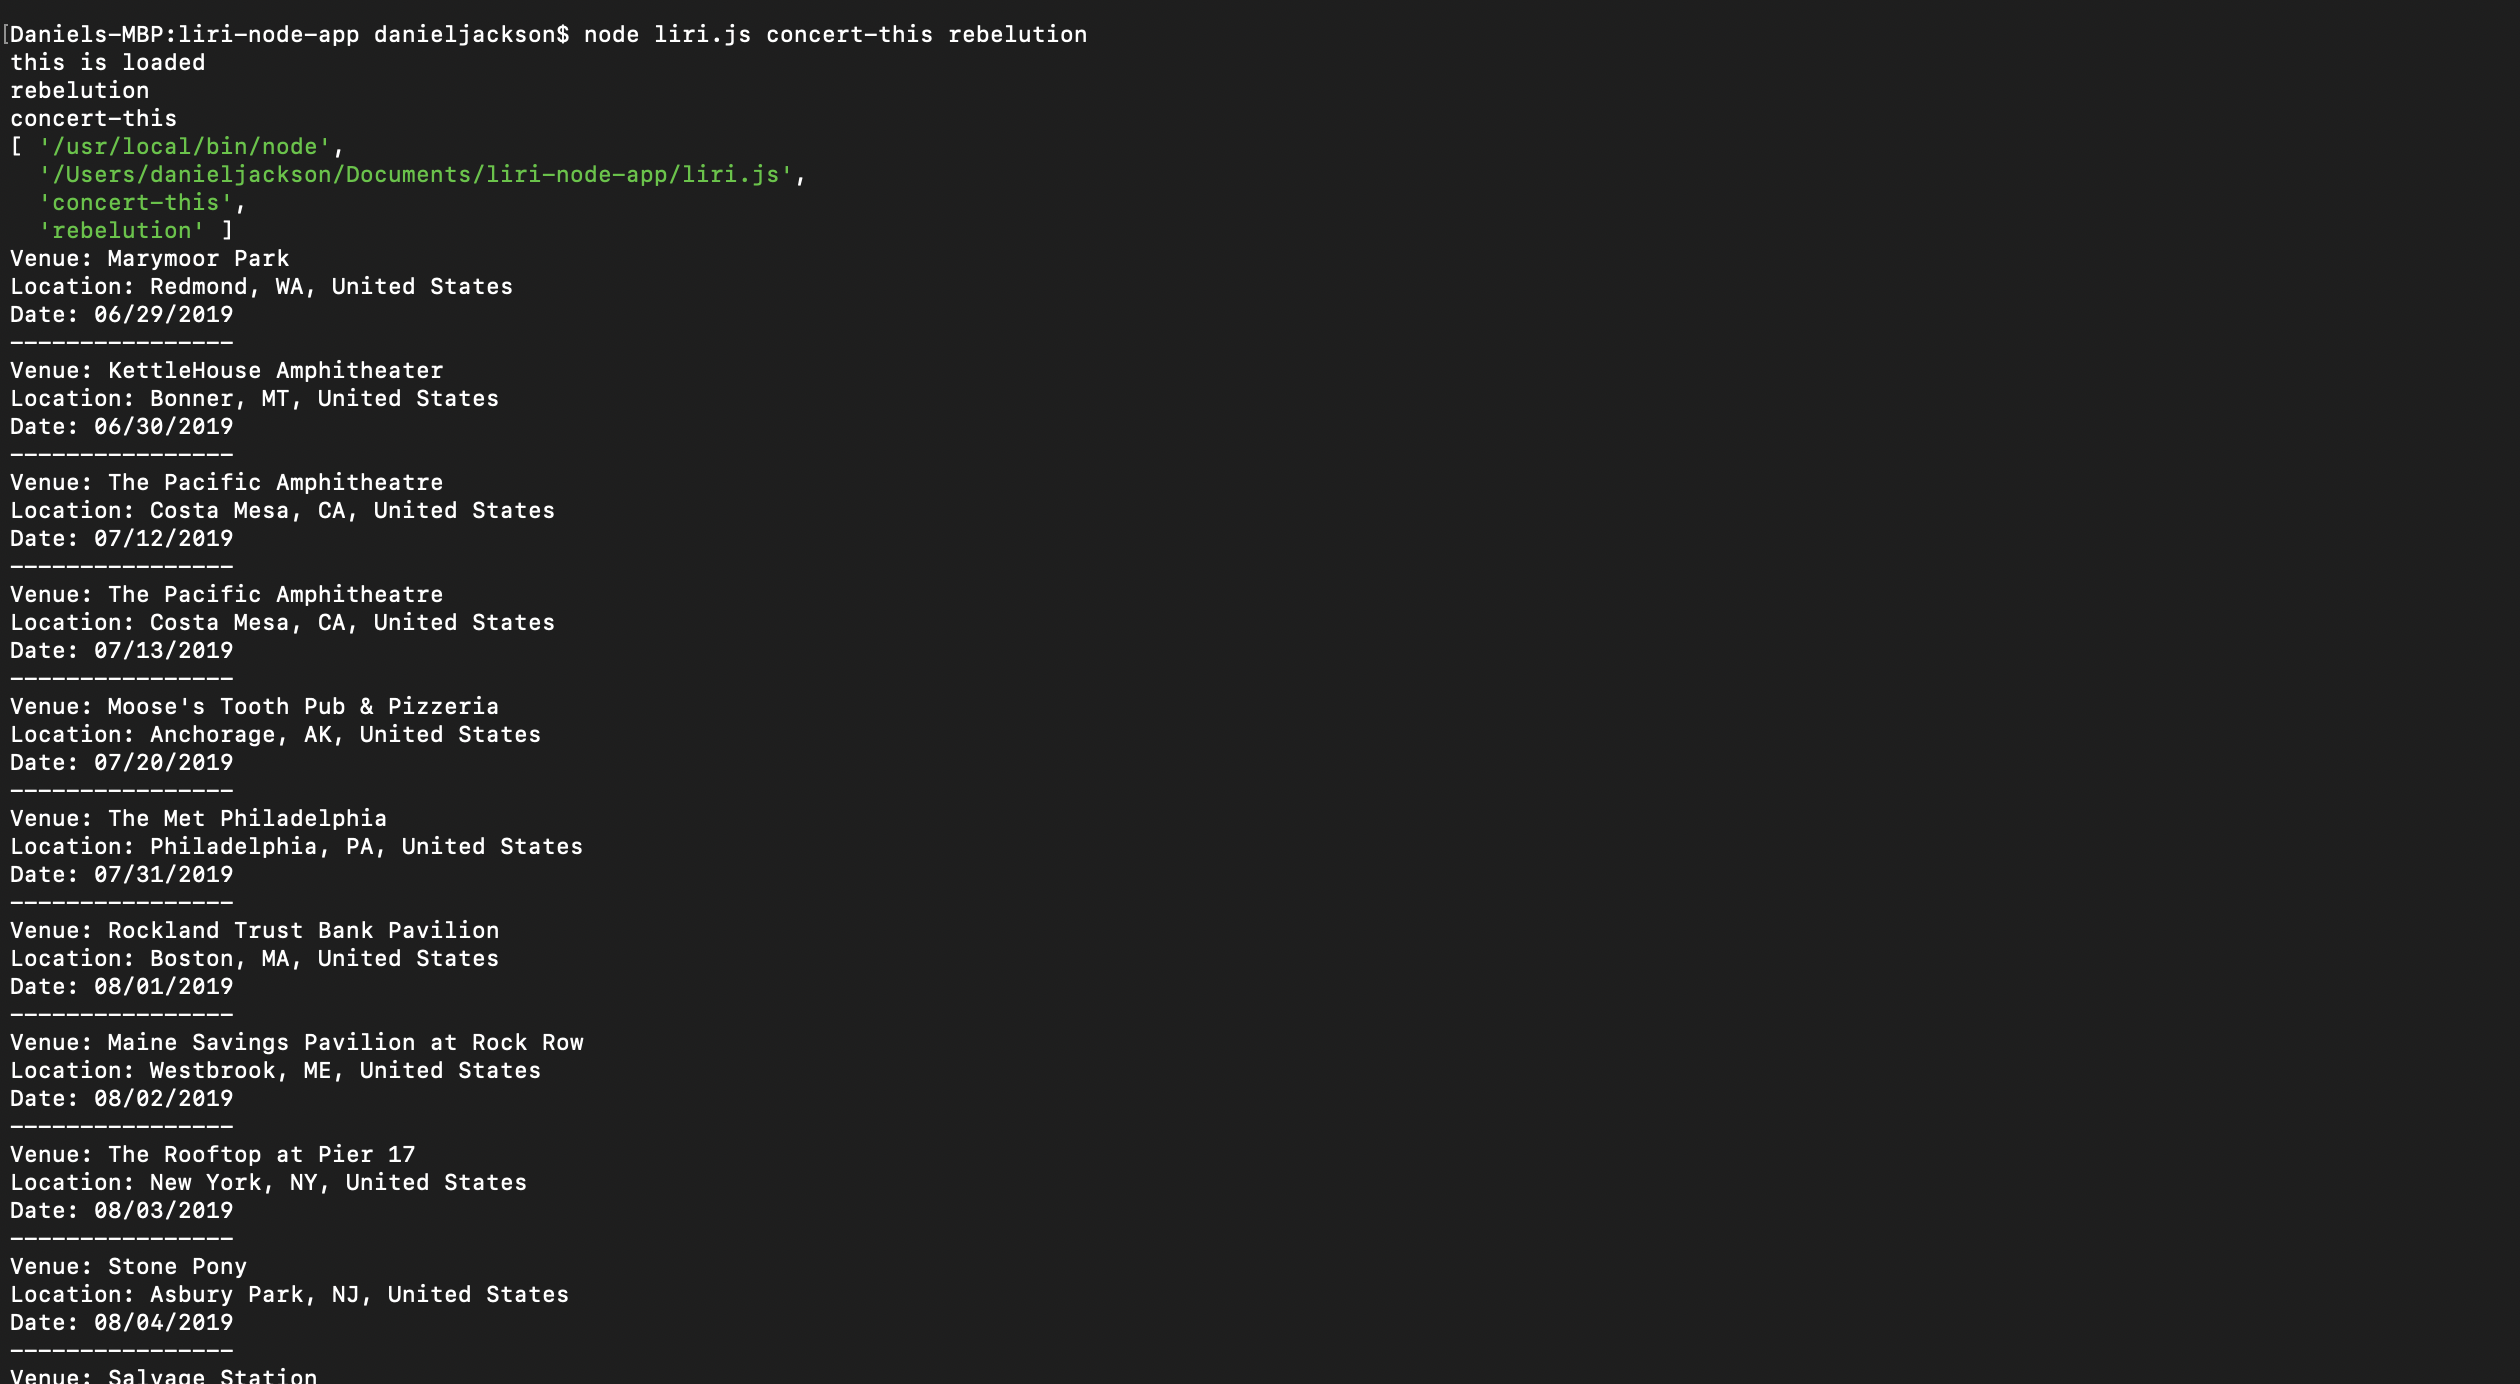 [Daniels-MBP:liri-node-app danieljackson$ node liri.js concert-this rebelution
this is loaded
rebelution
concert-this
[ '/usr/local/bin/node',
  '/Users/danieljackson/Documents/liri-node-app/liri.js',
  'concert-this',
  'rebelution' ]
Venue: Marymoor Park
Location: Redmond, WA, United States
Date: 06/29/2019
----------------
Venue: KettleHouse Amphitheater
Location: Bonner, MT, United States
Date: 06/30/2019
----------------
Venue: The Pacific Amphitheatre
Location: Costa Mesa, CA, United States
Date: 07/12/2019
----------------
Venue: The Pacific Amphitheatre
Location: Costa Mesa, CA, United States
Date: 07/13/2019
----------------
Venue: Moose's Tooth Pub & Pizzeria
Location: Anchorage, AK, United States
Date: 07/20/2019
----------------
Venue: The Met Philadelphia
Location: Philadelphia, PA, United States
Date: 07/31/2019
----------------
Venue: Rockland Trust Bank Pavilion
Location: Boston, MA, United States
Date: 08/01/2019
----------------
Venue: Maine Savings Pavilion at Rock Row
Location: Westbrook, ME, United States
Date: 08/02/2019
----------------
Venue: The Rooftop at Pier 17
Location: New York, NY, United States
Date: 08/03/2019
----------------
Venue: Stone Pony
Location: Asbury Park, NJ, United States
Date: 08/04/2019
----------------
Venue: Salvage Station